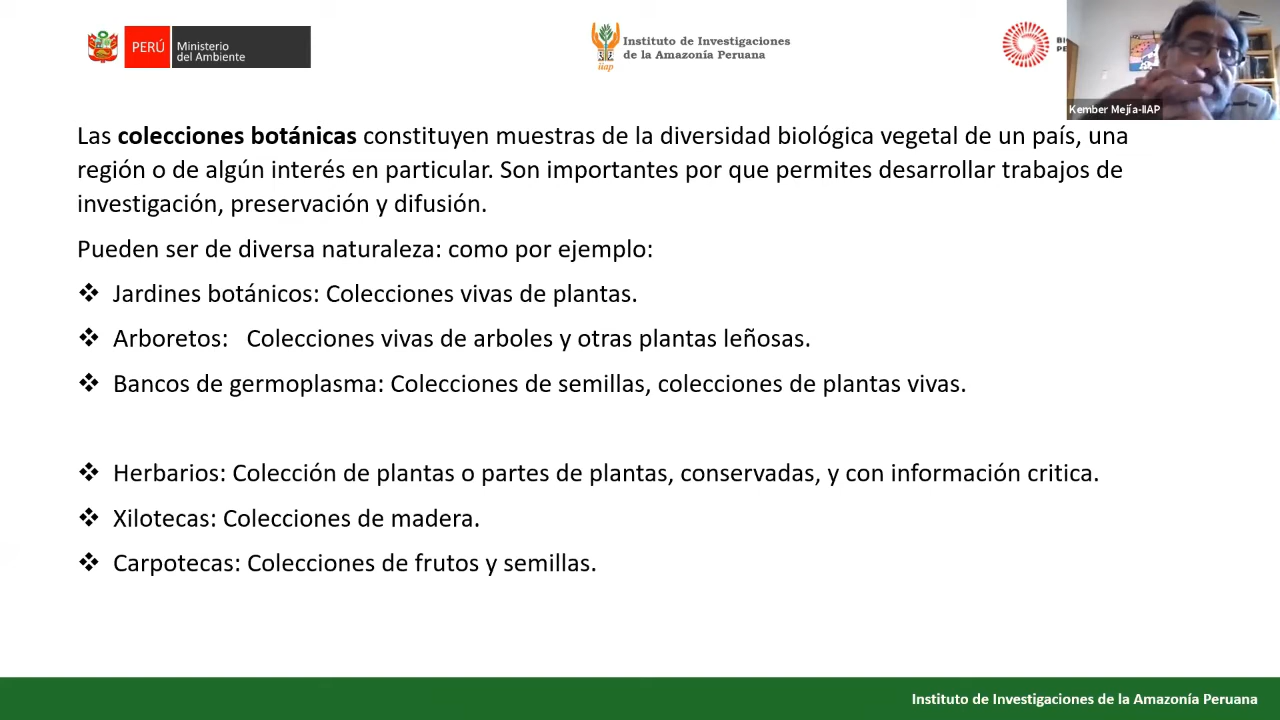 PERÚ
Ministerio
del Ambiente
Instituto de Investigaciones
de la Amazonía Peruana
iiap
Kember Mejía-IIAP
Las colecciones botánicas constituyen muestras de la diversidad biológica vegetal de un país, una
región o de algún interés en particular. Son importantes por que permites desarrollar trabajos de
investigación, preservación y difusión.
Pueden ser de diversa naturaleza: como por ejemplo:
❖ Jardines botánicos: Colecciones vivas de plantas.
❖ Arboretos: Colecciones vivas de arboles y otras plantas leñosas.
❖ Bancos de germoplasma: Colecciones de semillas, colecciones de plantas vivas.
❖ Herbarios: Colección de plantas o partes de plantas, conservadas, y con información critica.
❖ Xilotecas: Colecciones de madera.
❖ Carpotecas: Colecciones de frutos y semillas.
Instituto de Investigaciones de la Amazonía Peruana